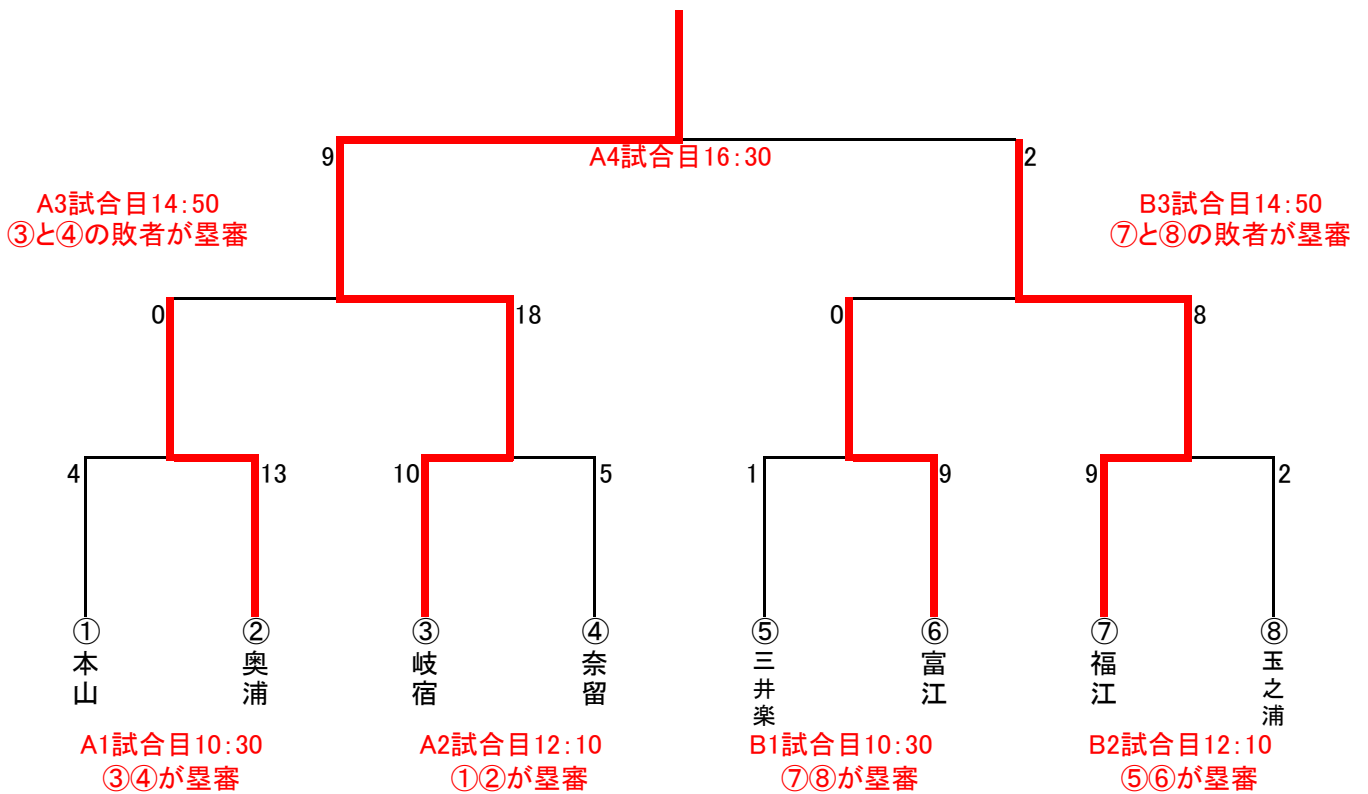 9
A4試合目16:30
2
A3試合目14:50
③と④の敗者が塁審
B3試合目14:50
⑦と⑧の敗者が塁審
0
18
0
8
4
13
10
5
1
9
9
2
①
本山
②
奥浦
③
岐宿
④
奈留
⑤
三井楽
⑥
富江
⑦
福江
⑧
玉之浦
A1試合目10:30
③④が塁審
A2試合目12:10
①②が塁審
B1試合目10:30
⑦⑧が塁審
B2試合目12:10
⑤⑥が塁審